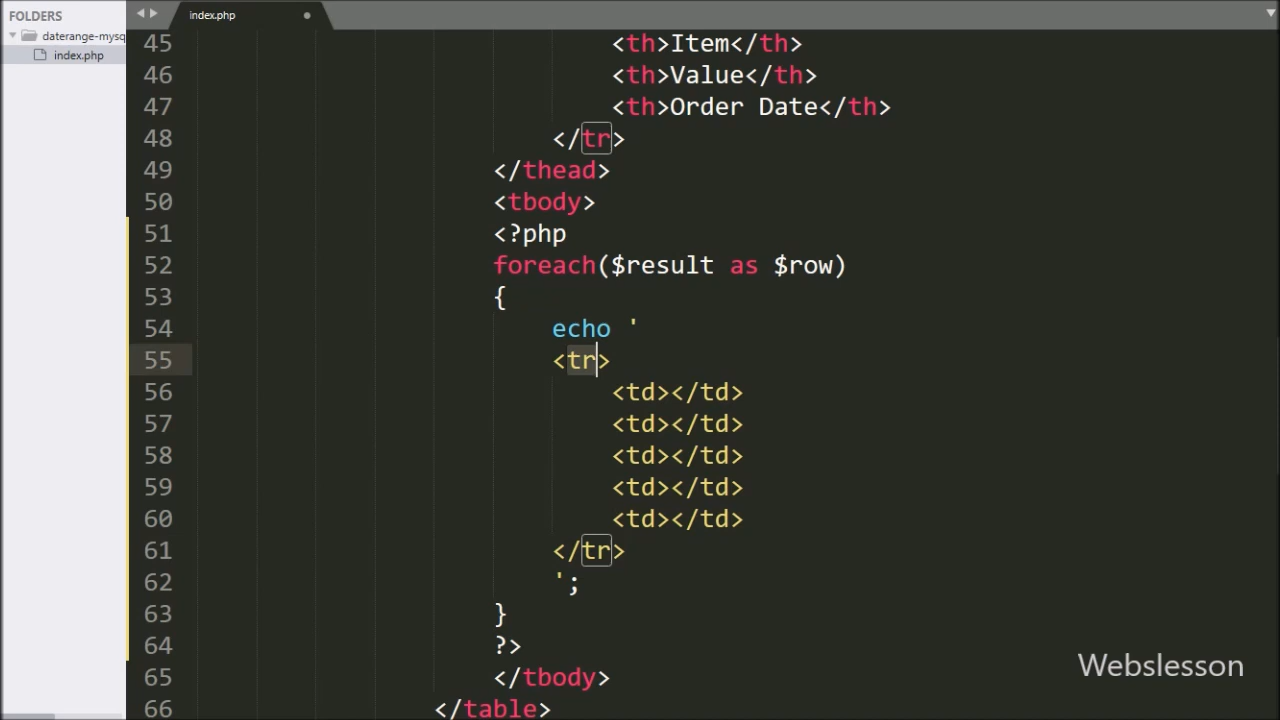 FOLDERS
daterange-mysq
index.php
index.php
45 <th>Item</th>
46 <th>Value</th>
47 <th>Order Date</th>
48 </tr>
49 </thead>
50 <tbody>
51 <?php
52 foreach($result as $row)
53 {
54 echo '
55 <tr>
56 <td></td>
57 <td></td>
58 <td></td>
59 <td></td>
60 <td></td>
61 </tr>
62 ';
63 }
64 ?>
65 </tbody>
66 </table>
Webslesson